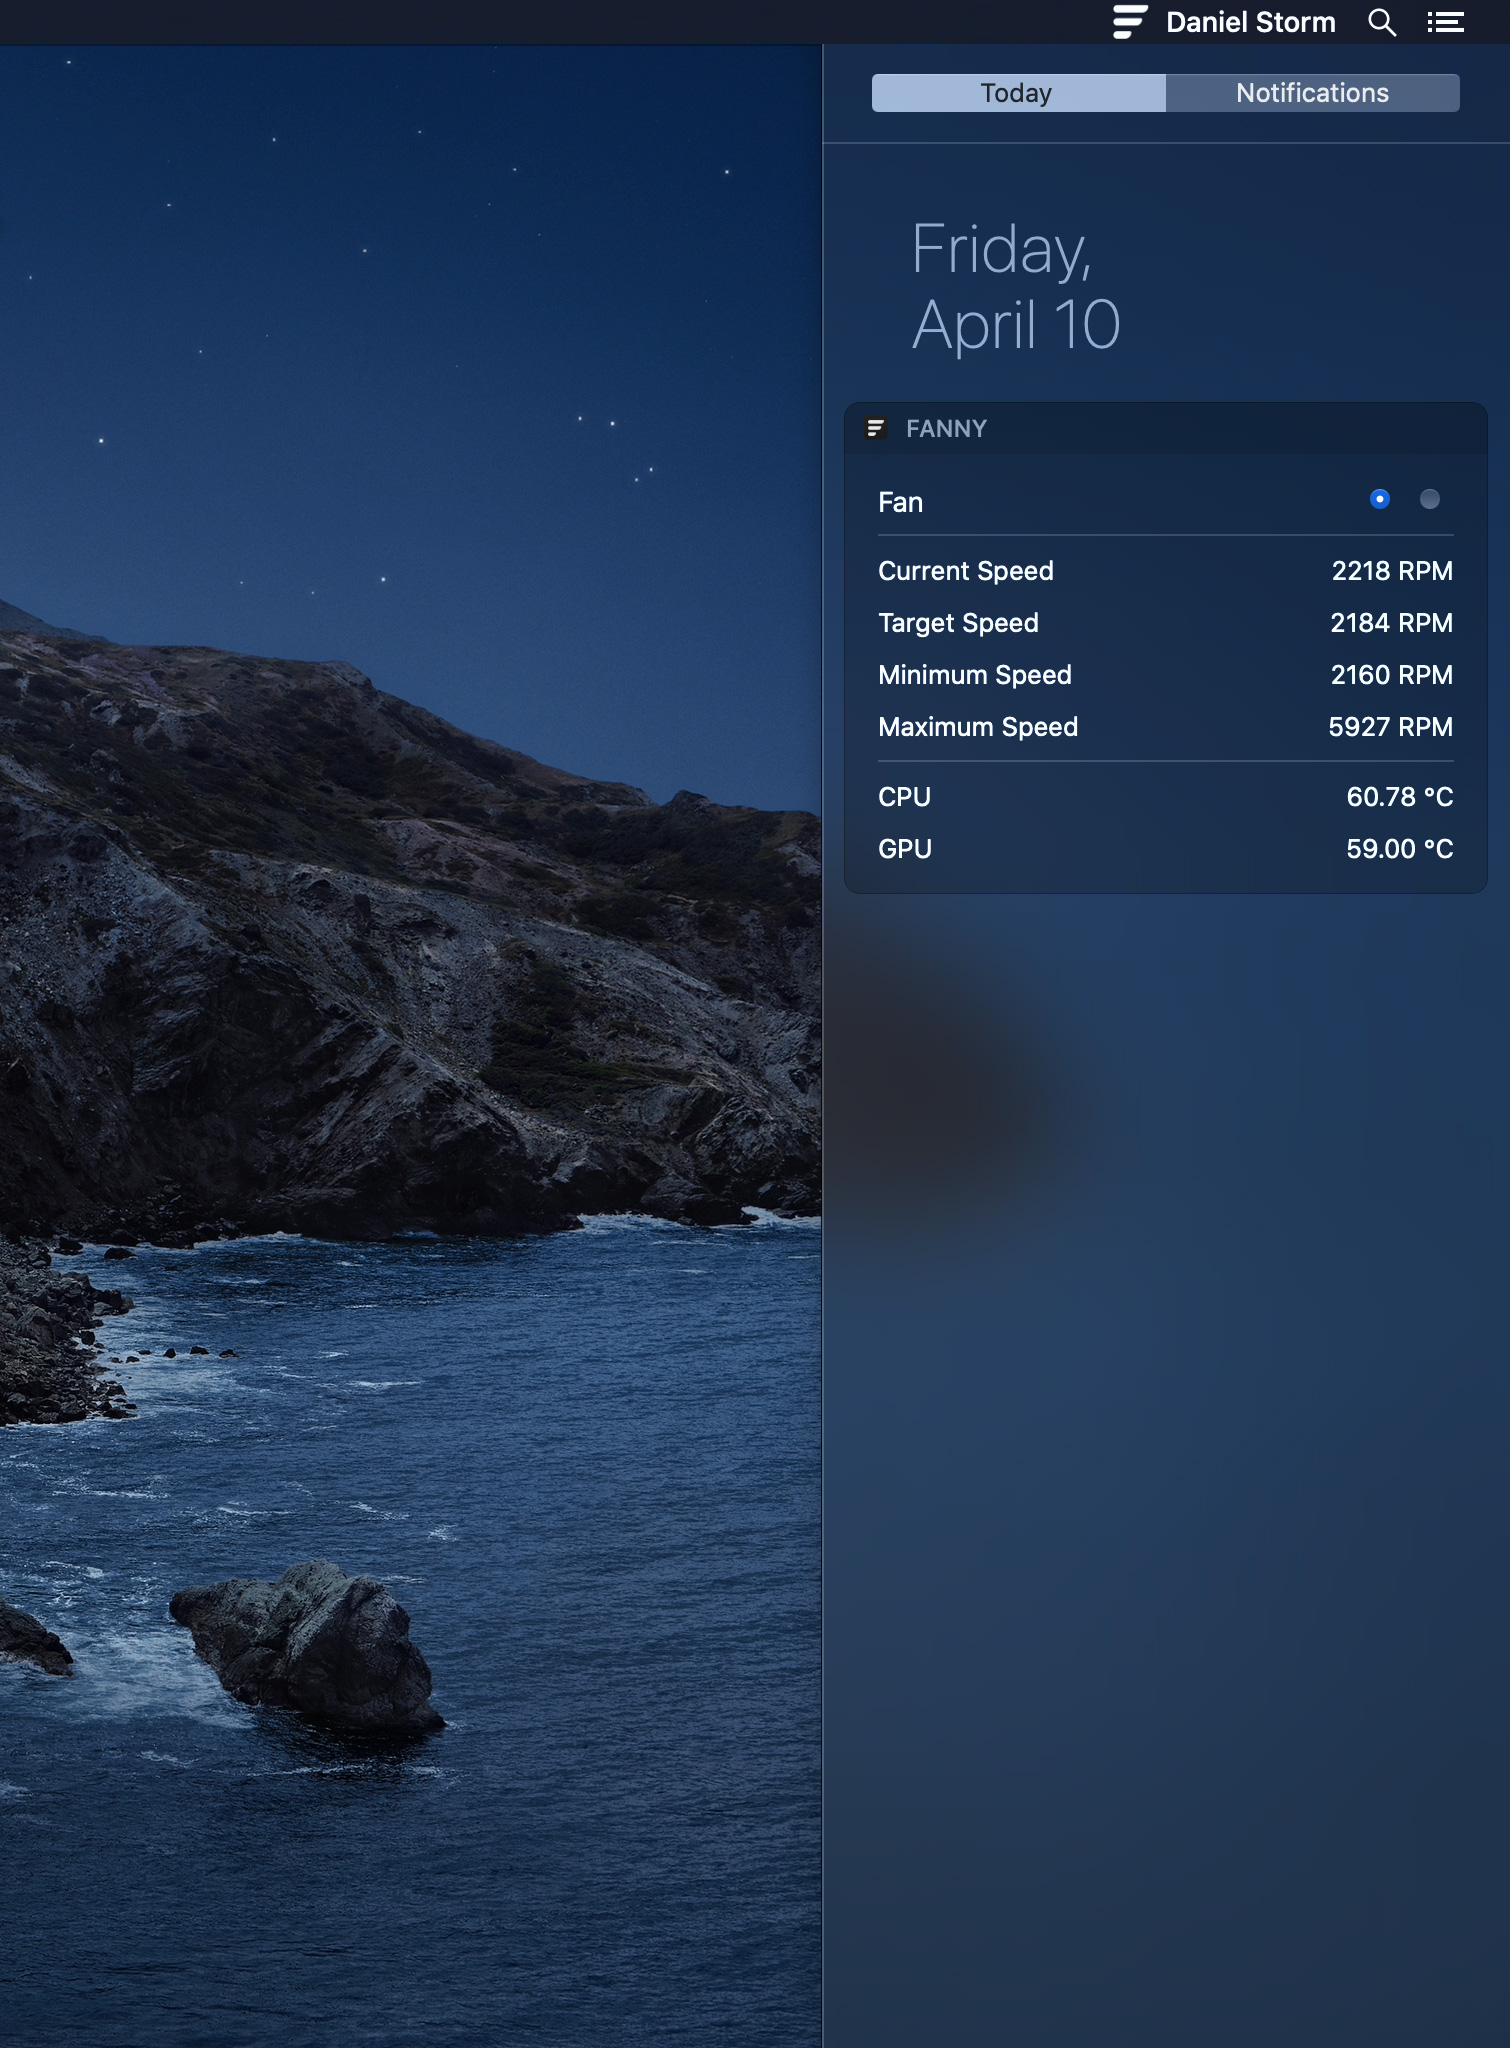 Daniel Storm
Today Notifications
Friday,
April 10
FANNY
Fan
Current Speed 2218 RPM
Target Speed 2184 RPM
Minimum Speed 2160 RPM
Maximum Speed 5927 RPM
CPU 60.78 °C
GPU 59.00 °C